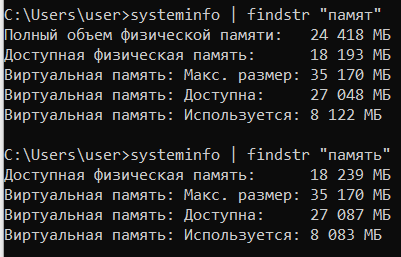 C:\Users\user>systeminfo | findstr "памят"
Полный объем физической памяти: 24 418 МБ
Доступная физическая память: 18 193 МБ
Виртуальная память: Макс. размер: 35 170 МБ
Виртуальная память: Доступна: 27 048 МБ
Виртуальная память: Используется: 8 122 МБ
C:\Users\user>systeminfo | findstr "память"
Доступная физическая память: 18 239 МБ
Виртуальная память: Макс. размер: 35 170 МБ
Виртуальная память: Доступна: 27 087 МБ
Виртуальная память: Используется: 8 083 МБ